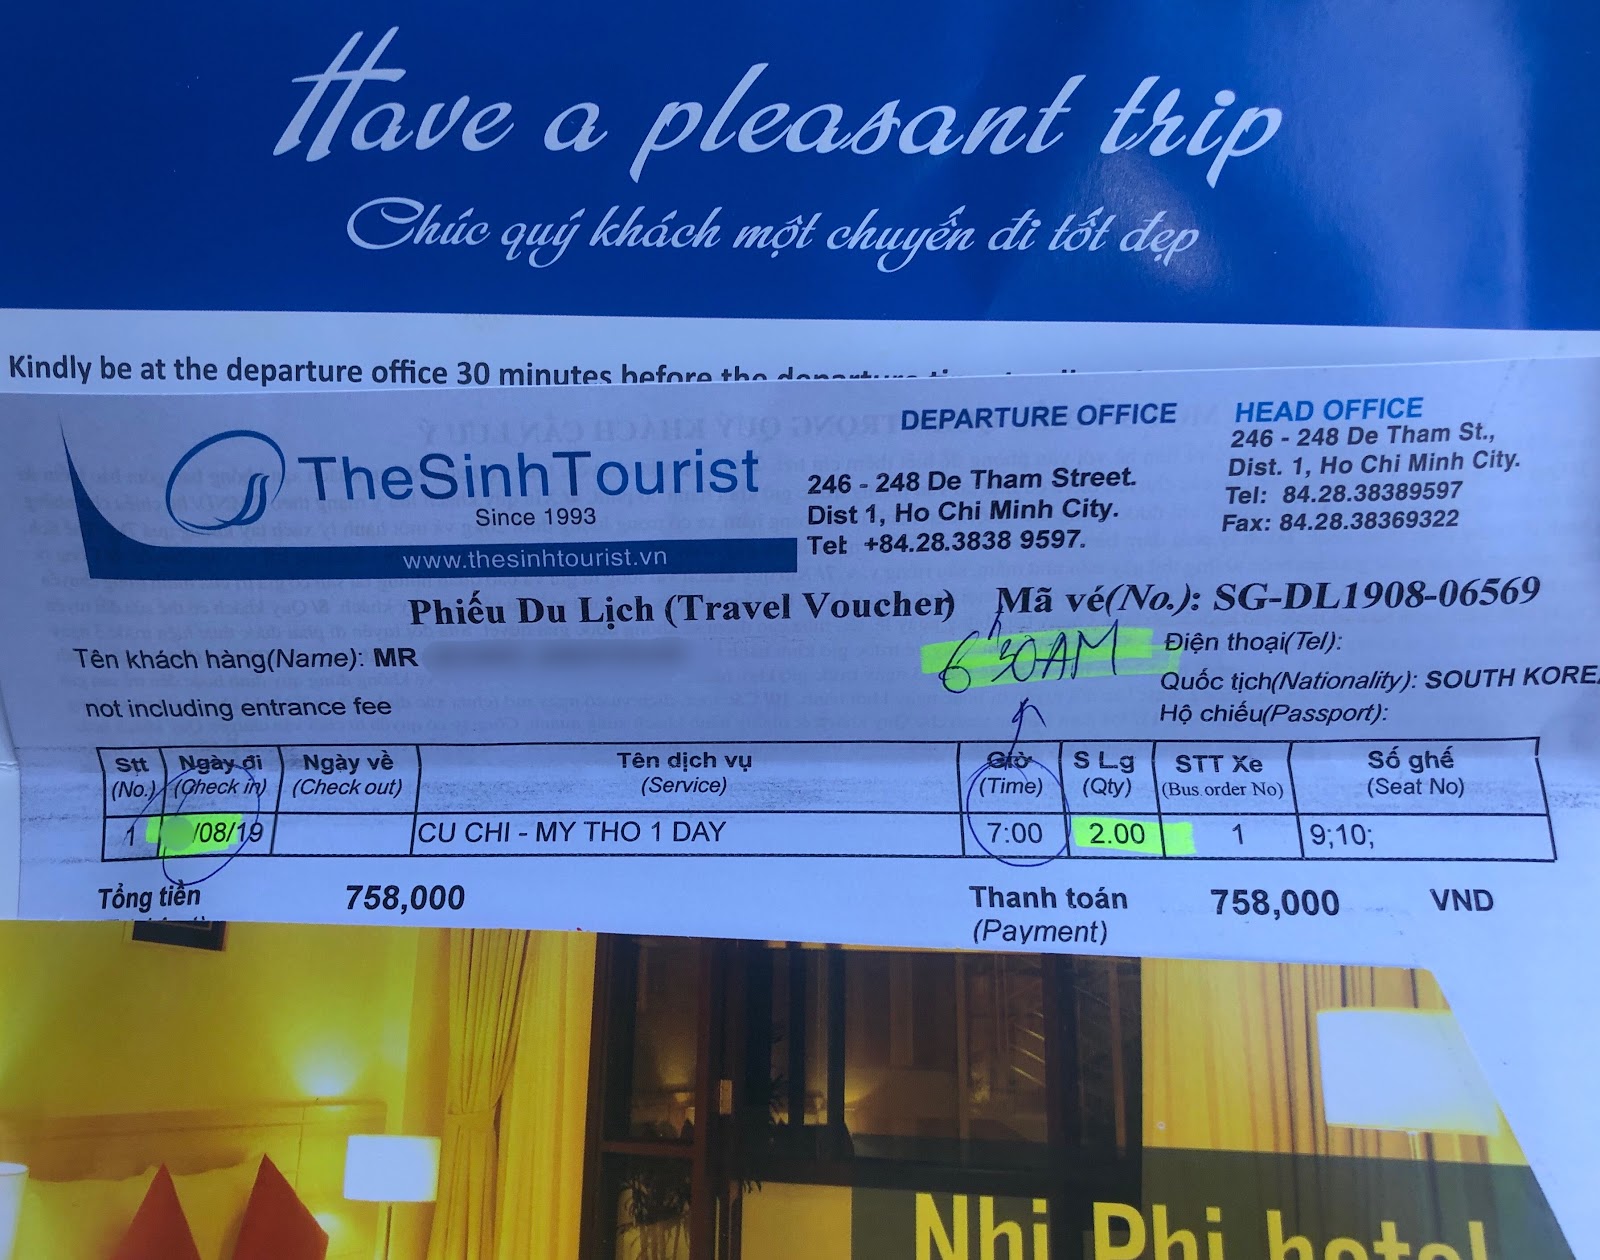 Have a pleasant trip
Chúc quý khách một chuyến đi tốt đẹp
Kindly be at the departure office 30 minutes before the departure
TheSinhTourist
Since 1993
www.thesinhtourist.vn
DEPARTURE OFFICE
246 - 248 De Tham Street.
Dist 1, Ho Chi Minh City.
Tel: +84.28.3838 9597.
HEAD OFFICE
246 - 248 De Tham St.,
Dist. 1, Ho Chi Minh City.
Tel: 84.28.38389597
Fax: 84.28.38369322
Phiếu Du Lịch (Travel Voucher)
Mã vé(No.): SG-DL1908-06569
Tên khách hàng(Name): MR
6h30AM
Điện thoại(Tel):
Quốc tịch(Nationality): SOUTH KOREA
not including entrance fee
Hộ chiếu(Passport):
Stt Ngày đi Ngày về Tên dịch vụ Giờ S Lg STT Xe Số ghế
(No.) (Check in) (Check out) (Service) (Time) (Qty) (Bus order No) (Seat No)
1 /08/19 CU CHI - MY THO 1 DAY 7:00 2.00 1 9;10;
Tổng tiền 758,000 Thanh toán 758,000 VND
(Payment)
Nhi Phi hotel